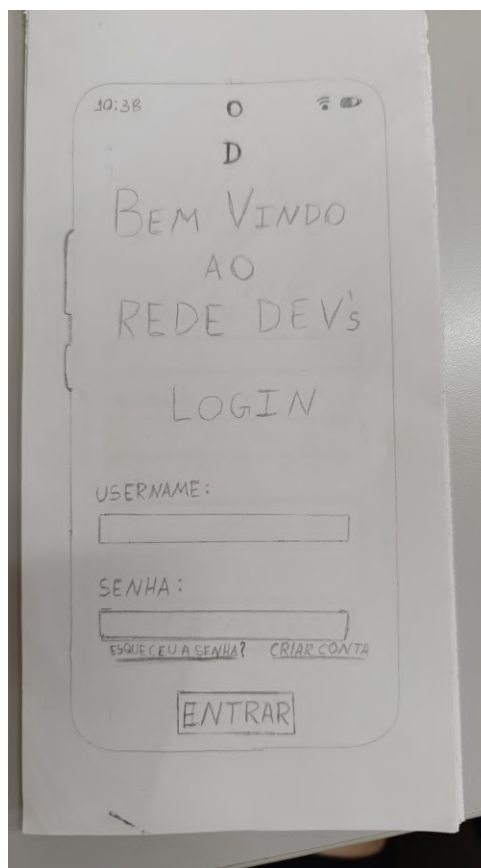 10:38
D
BEM VINDO
AO
REDE DEV's
LOGIN
USERNAME:
SENHA:
ESQUECEU A SENHA? CRIAR CONTA
ENTRAR